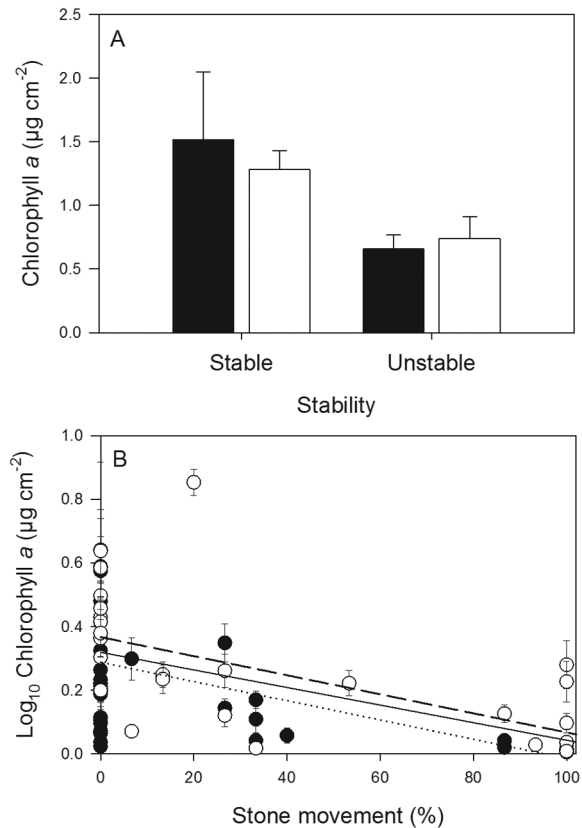 A
2.5
2.0
1.5
1.0
0.5
0.0
Chlorophyll a (µg cm⁻²)
Stable Unstable
Stability
B
1.0
0.8
0.6
0.4
0.2
0.0
Log₁₀ Chlorophyll a (µg cm⁻²)
0 20 40 60 80 100
Stone movement (%)